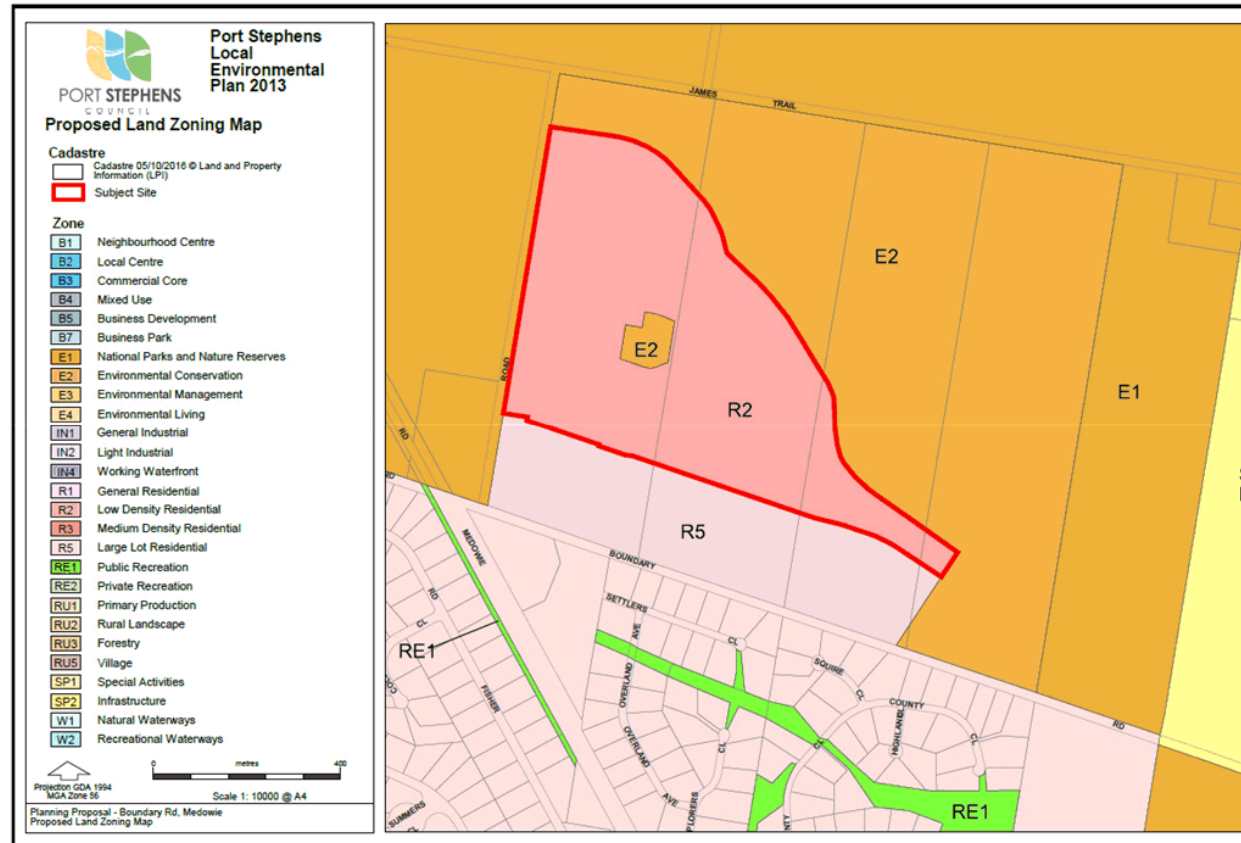 Port Stephens
Local
Environmental
Plan 2013
PORT STEPHENS
COUNCIL
Proposed Land Zoning Map
Cadastre
Cadastre 05/10/2016 © Land and Property
Information (LPI)
Subject Site
Zone
B1 Neighbourhood Centre
B2 Local Centre
B3 Commercial Core
B4 Mixed Use
B5 Business Development
B7 Business Park
E1 National Parks and Nature Reserves
E2 Environmental Conservation
E3 Environmental Management
E4 Environmental Living
IN1 General Industrial
IN2 Light Industrial
IN4 Working Waterfront
R1 General Residential
R2 Low Density Residential
R3 Medium Density Residential
R5 Large Lot Residential
RE1 Public Recreation
RE2 Private Recreation
RU1 Primary Production
RU2 Rural Landscape
RU3 Forestry
RU5 Village
SP1 Special Activities
SP2 Infrastructure
W1 Natural Waterways
W2 Recreational Waterways
0 metres 400
Projection GDA 1994
MGA Zone 56
Scale 1: 10000 @ A4
Planning Proposal - Boundary Rd, Medowie
Proposed Land Zoning Map
JAMES TRAIL
E2
E2
ROAD
R2
E1
RD
R5
MEDOWIE
BOUNDARY
SETTLERS
AVE
CL
RD
CL
RE1
SQUIRE
CL
OVERLAND
FISHER
COUNTY
HIGHLAND
CL
CL
RD
OVERLAND
CL
AVE
PLORERS
NTY
RE1
SUMMERS
CL